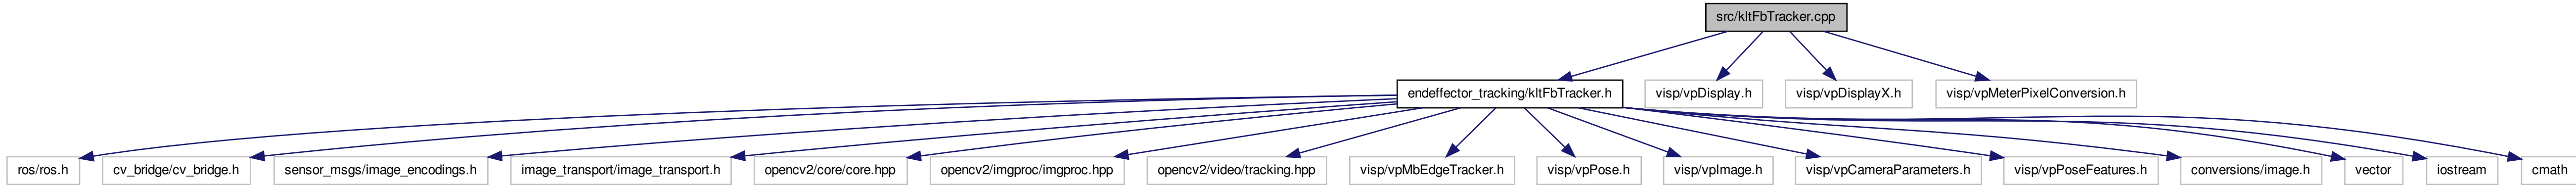 src/kltFbTracker.cpp
endeffector_tracking/kltFbTracker.h
visp/vpDisplay.h
visp/vpDisplayX.h
visp/vpMeterPixelConversion.h
ros/ros.h
cv_bridge/cv_bridge.h
sensor_msgs/image_encodings.h
image_transport/image_transport.h
opencv2/core/core.hpp
opencv2/imgproc/imgproc.hpp
opencv2/video/tracking.hpp
visp/vpMbEdgeTracker.h
visp/vpPose.h
visp/vpImage.h
visp/vpCameraParameters.h
visp/vpPoseFeatures.h
conversions/image.h
vector
iostream
cmath